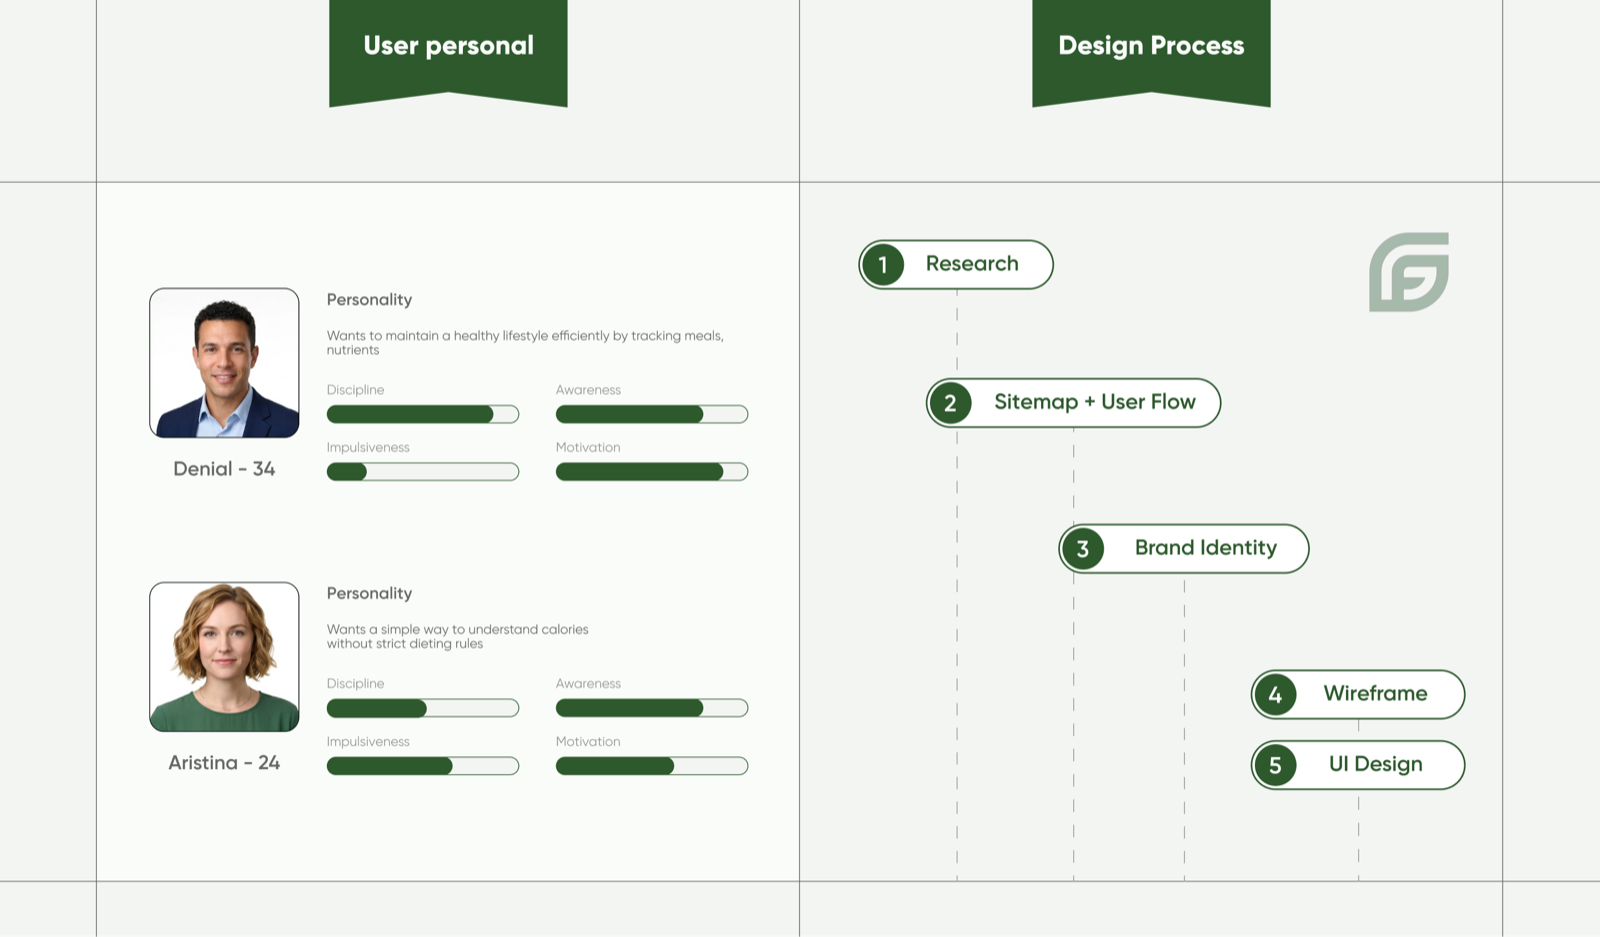 User personal
Design Process
Personality
Wants to maintain a healthy lifestyle efficiently by tracking meals,
nutrients
Discipline
Awareness
Impulsiveness
Motivation
Denial - 34
Personality
Wants a simple way to understand calories
without strict dieting rules
Discipline
Awareness
Impulsiveness
Motivation
Aristina - 24
1 Research
2 Sitemap + User Flow
3 Brand Identity
4 Wireframe
5 UI Design